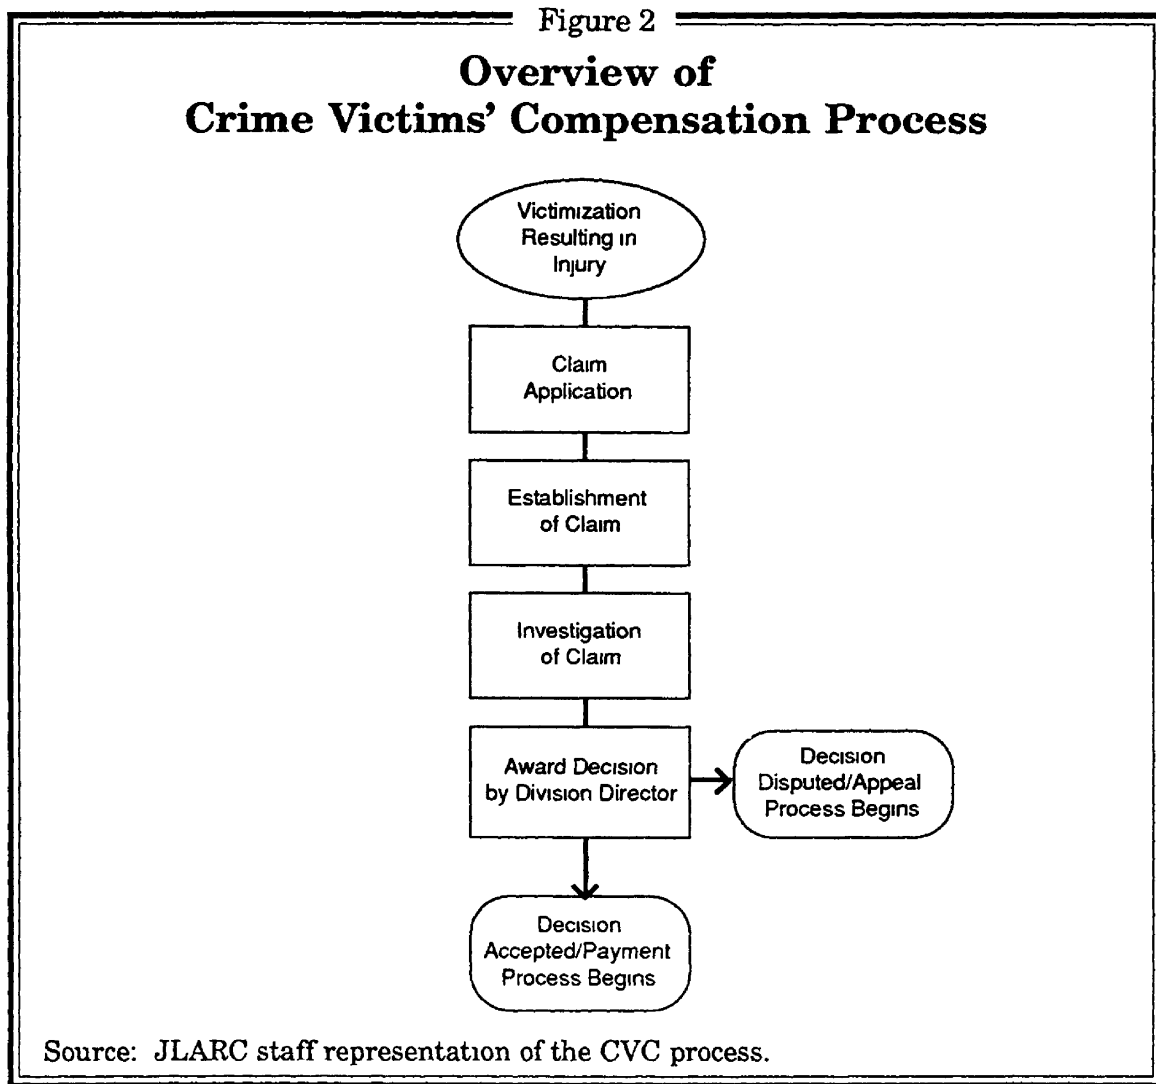 Figure 2
Overview of
Crime Victims' Compensation Process
Victimization
Resulting in
Injury
Claim
Application
Establishment
of Claim
Investigation
of Claim
Award Decision
by Division Director
Decision
Disputed/Appeal
Process Begins
Decision
Accepted/Payment
Process Begins
Source: JLARC staff representation of the CVC process.